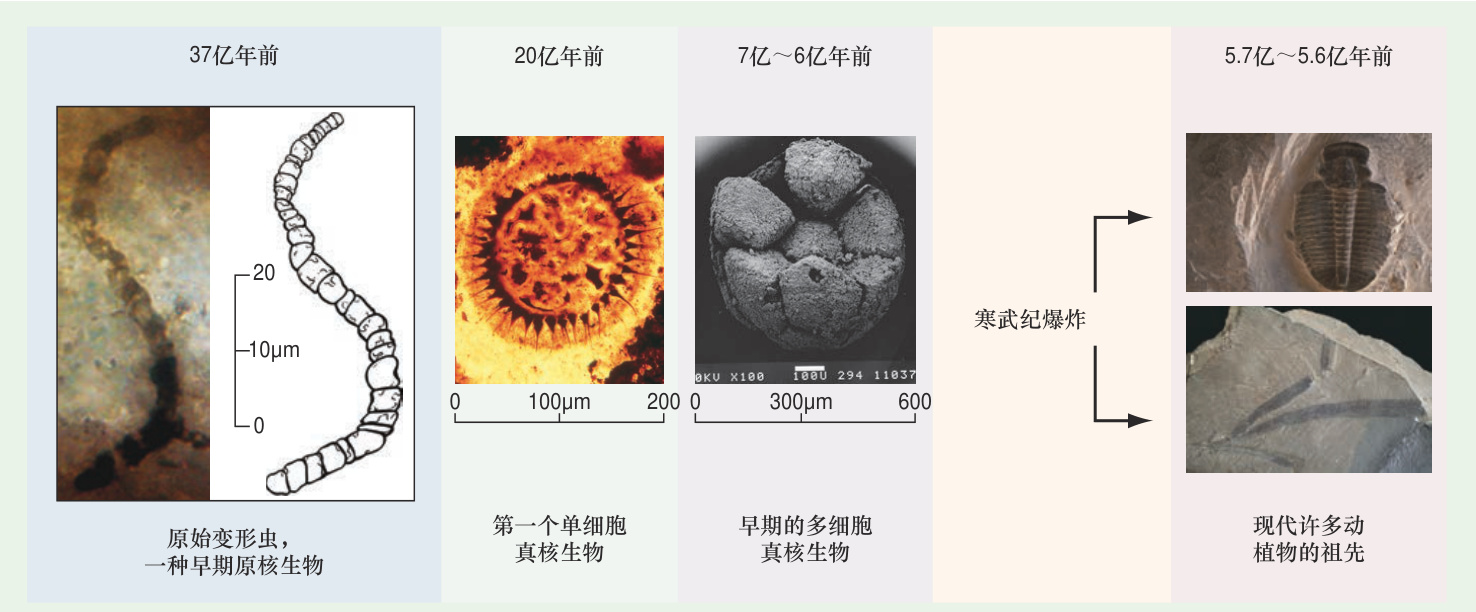 37亿年前
20
10μm
0
原始变形虫，
一种早期原核生物
20亿年前
0 100μm 200
第一个单细胞
真核生物
7亿～6亿年前
0KV X100 100U 294 11037
0 300μm 600
早期的多细胞
真核生物
寒武纪爆炸
5.7亿～5.6亿年前
现代许多动
植物的祖先